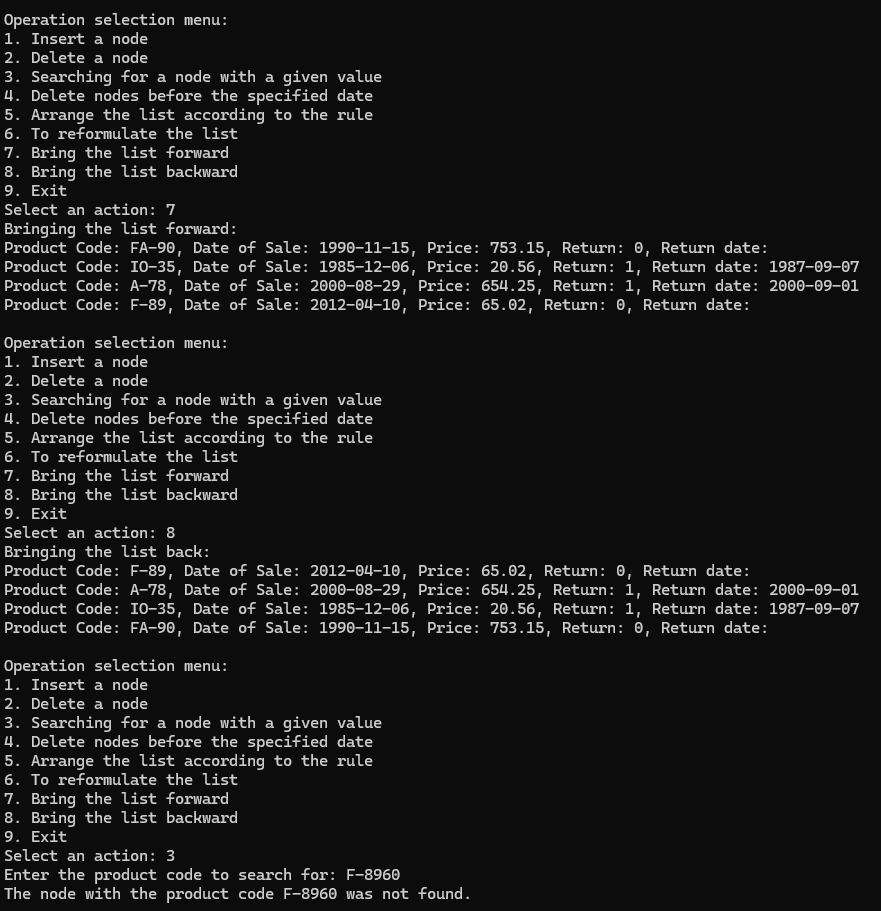 Operation selection menu:
1. Insert a node
2. Delete a node
3. Searching for a node with a given value
4. Delete nodes before the specified date
5. Arrange the list according to the rule
6. To reformulate the list
7. Bring the list forward
8. Bring the list backward
9. Exit
Select an action: 7
Bringing the list forward:
Product Code: FA-90, Date of Sale: 1990-11-15, Price: 753.15, Return: 0, Return date:
Product Code: IO-35, Date of Sale: 1985-12-06, Price: 20.56, Return: 1, Return date: 1987-09-07
Product Code: A-78, Date of Sale: 2000-08-29, Price: 654.25, Return: 1, Return date: 2000-09-01
Product Code: F-89, Date of Sale: 2012-04-10, Price: 65.02, Return: 0, Return date:

Operation selection menu:
1. Insert a node
2. Delete a node
3. Searching for a node with a given value
4. Delete nodes before the specified date
5. Arrange the list according to the rule
6. To reformulate the list
7. Bring the list forward
8. Bring the list backward
9. Exit
Select an action: 8
Bringing the list back:
Product Code: F-89, Date of Sale: 2012-04-10, Price: 65.02, Return: 0, Return date:
Product Code: A-78, Date of Sale: 2000-08-29, Price: 654.25, Return: 1, Return date: 2000-09-01
Product Code: IO-35, Date of Sale: 1985-12-06, Price: 20.56, Return: 1, Return date: 1987-09-07
Product Code: FA-90, Date of Sale: 1990-11-15, Price: 753.15, Return: 0, Return date:

Operation selection menu:
1. Insert a node
2. Delete a node
3. Searching for a node with a given value
4. Delete nodes before the specified date
5. Arrange the list according to the rule
6. To reformulate the list
7. Bring the list forward
8. Bring the list backward
9. Exit
Select an action: 3
Enter the product code to search for: F-8960
The node with the product code F-8960 was not found.